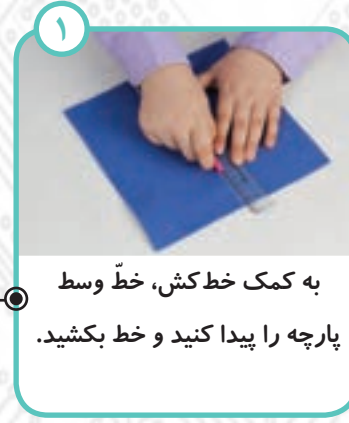 ۱
به کمک خط‌کش، خطّ وسط
پارچه را پیدا کنید و خط بکشید.